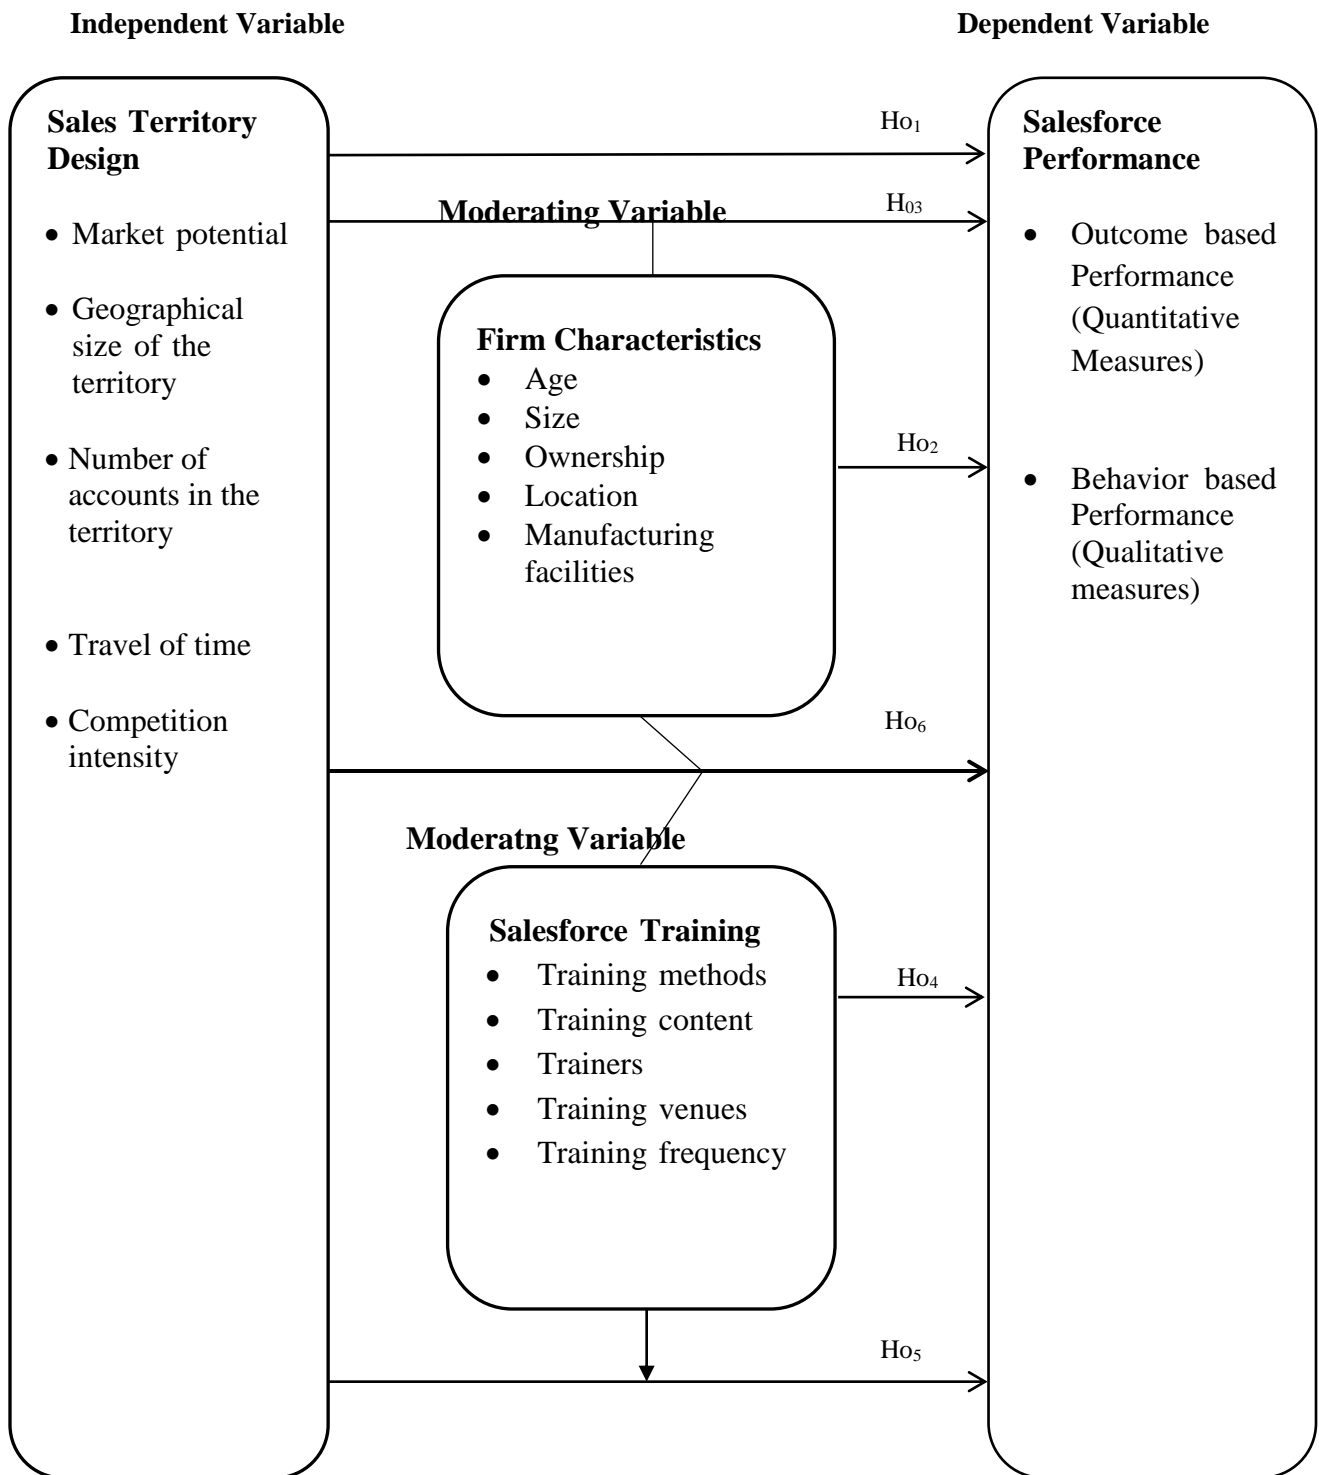 Independent Variable
Dependent Variable
Sales Territory
Design
• Market potential
• Geographical
size of the
territory
• Number of
accounts in the
territory
• Travel of time
• Competition
intensity
Ho1
Moderating Variable
H03
Firm Characteristics
• Age
• Size
• Ownership
• Location
• Manufacturing
facilities
Ho2
Ho6
Moderatng Variable
Salesforce Training
• Training methods
• Training content
• Trainers
• Training venues
• Training frequency
Ho4
Ho5
Salesforce
Performance
• Outcome based
Performance
(Quantitative
Measures)
• Behavior based
Performance
(Qualitative
measures)